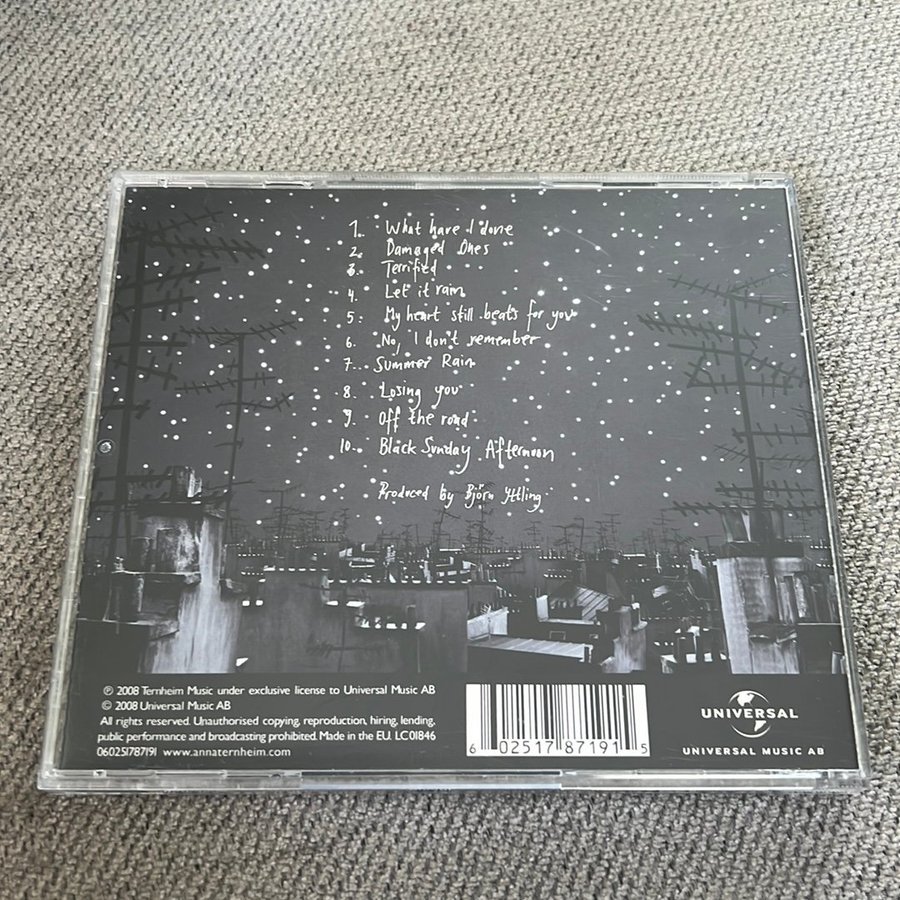 1. What have I done
2. Damaged Ones
3. Terrified
4. Let it rain
5. My heart still beats for you
6. No, I don't remember
7. Summer Rain
8. Losing you
9. Off the road
10. Black Sunday Afternoon
Produced by Björn Yttling
℗ 2008 Ternheim Music under exclusive license to Universal Music AB
© 2008 Universal Music AB
All rights reserved. Unauthorised copying, reproduction, hiring, lending,
public performance and broadcasting prohibited. Made in the EU. LC01846
0602517871915 www.annaternheim.com
6 02517 87191 5
UNIVERSAL
UNIVERSAL MUSIC AB